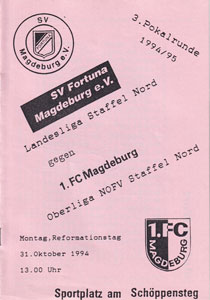 SV
Magdeburg e.V.
3. Pokalrunde
1994/95
SV Fortuna
Magdeburg e.V.
Landesliga Staffel Nord
gegen
1. FC Magdeburg
Oberliga NOFV Staffel Nord
1. FC
MAGDEBURG
Montag, Reformationstag
31. Oktober 1994
13.00 Uhr
Sportplatz am Schöppensteg